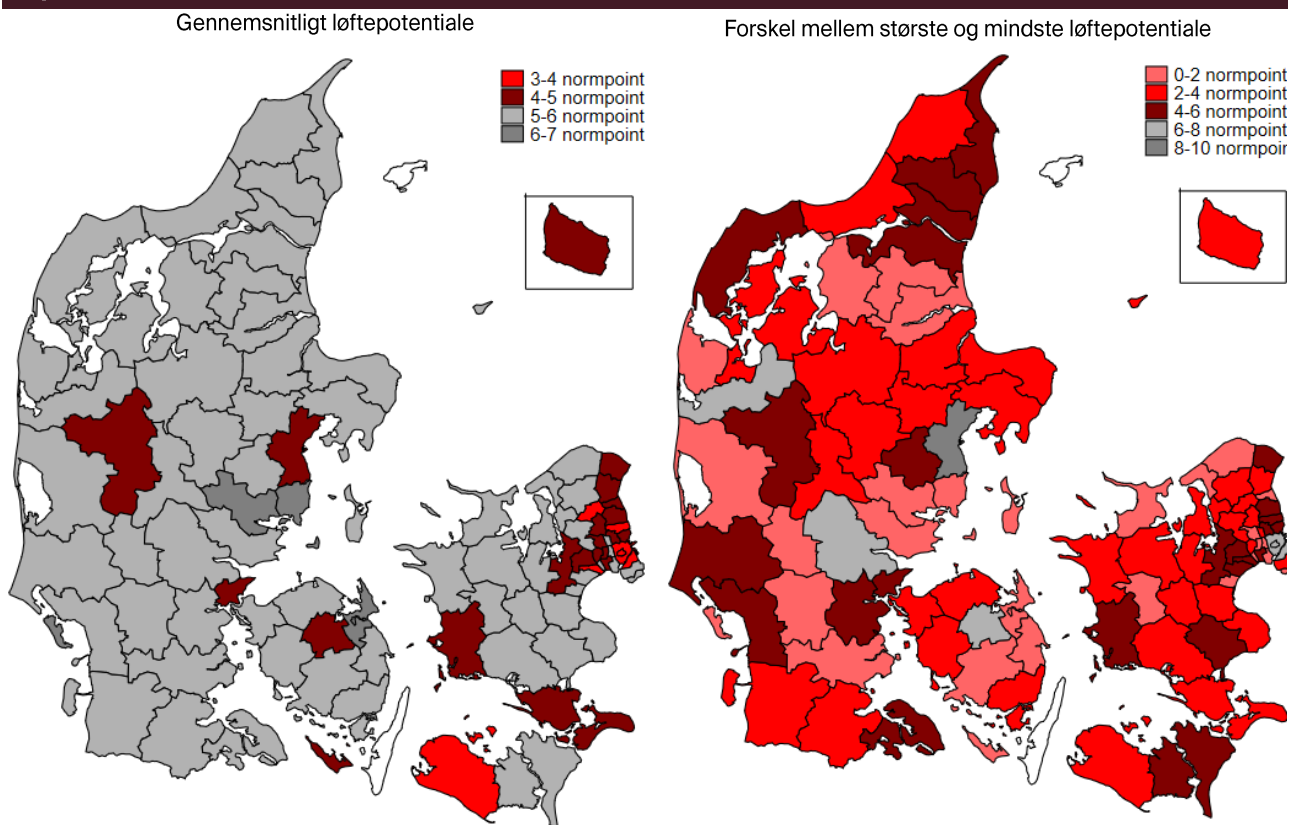 Gennemsnitligt løftepotentiale
3-4 normpoint
4-5 normpoint
5-6 normpoint
6-7 normpoint
Forskel mellem største og mindste løftepotentiale
0-2 normpoint
2-4 normpoint
4-6 normpoint
6-8 normpoint
8-10 normpoin